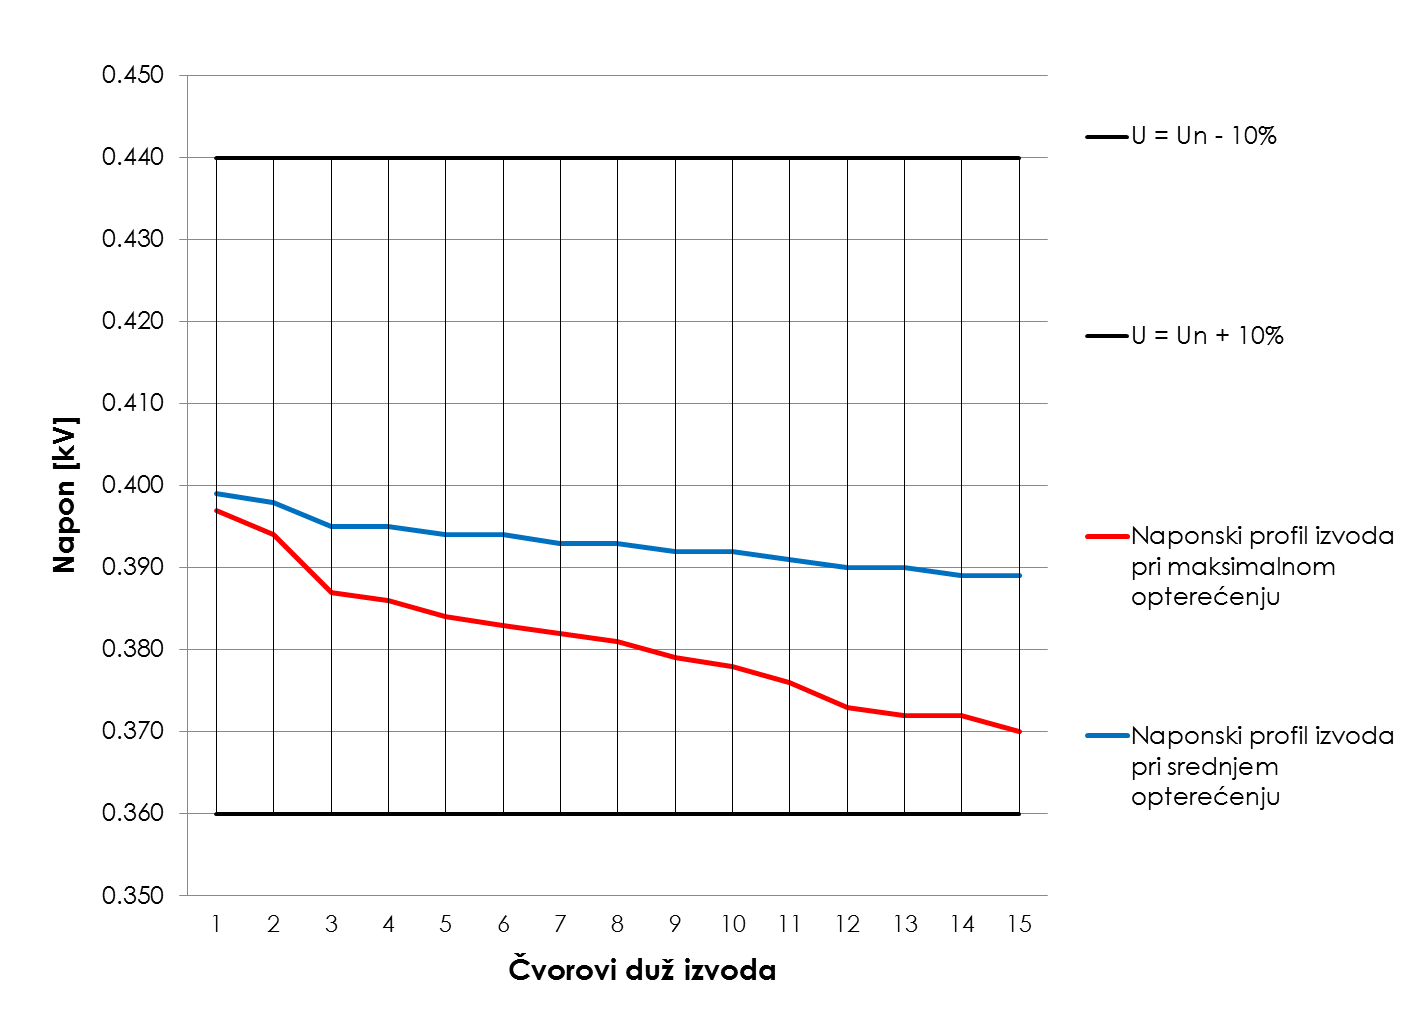 0.450
0.440
0.430
0.420
0.410
0.400
0.390
0.380
0.370
0.360
0.350
Napon [kV]
1 2 3 4 5 6 7 8 9 10 11 12 13 14 15
Čvorovi duž izvoda
U = Un - 10%
U = Un + 10%
Naponski profil izvoda
pri maksimalnom
opterećenju
Naponski profil izvoda
pri srednjem
opterećenju